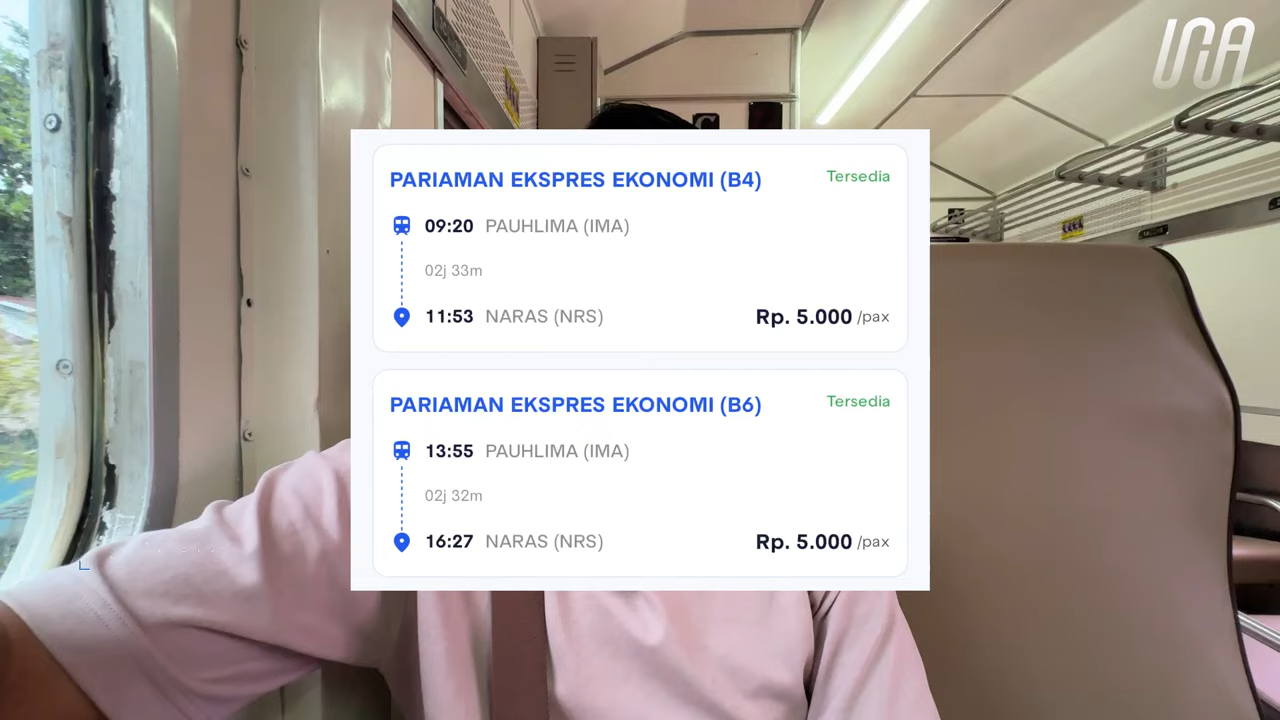 UCA
PARIAMAN EKSPRES EKONOMI (B4)
Tersedia
09:20 PAUHLIMA (IMA)
02j 33m
11:53 NARAS (NRS)
Rp. 5.000 /pax
PARIAMAN EKSPRES EKONOMI (B6)
Tersedia
13:55 PAUHLIMA (IMA)
02j 32m
16:27 NARAS (NRS)
Rp. 5.000 /pax